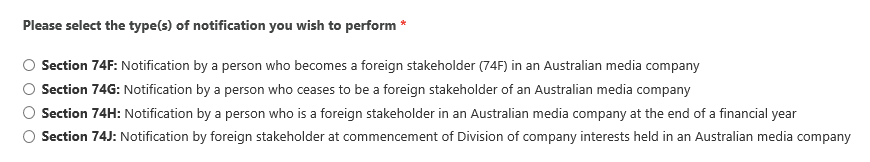 Please select the type(s) of notification you wish to perform *
Section 74F: Notification by a person who becomes a foreign stakeholder (74F) in an Australian media company
Section 74G: Notification by a person who ceases to be a foreign stakeholder of an Australian media company
Section 74H: Notification by a person who is a foreign stakeholder in an Australian media company at the end of a financial year
Section 74J: Notification by foreign stakeholder at commencement of Division of company interests held in an Australian media company